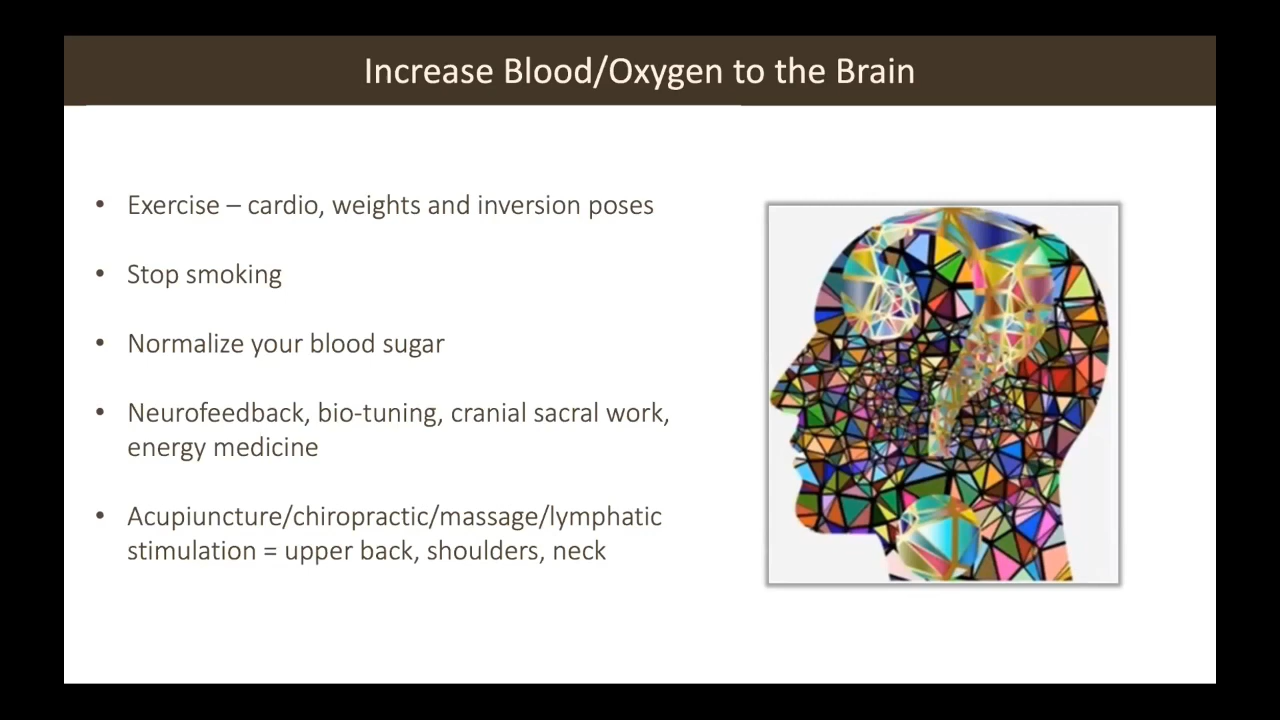 Increase Blood/Oxygen to the Brain
• Exercise – cardio, weights and inversion poses
• Stop smoking
• Normalize your blood sugar
• Neurofeedback, bio-tuning, cranial sacral work,
energy medicine
• Acupiuncture/chiropractic/massage/lymphatic
stimulation = upper back, shoulders, neck